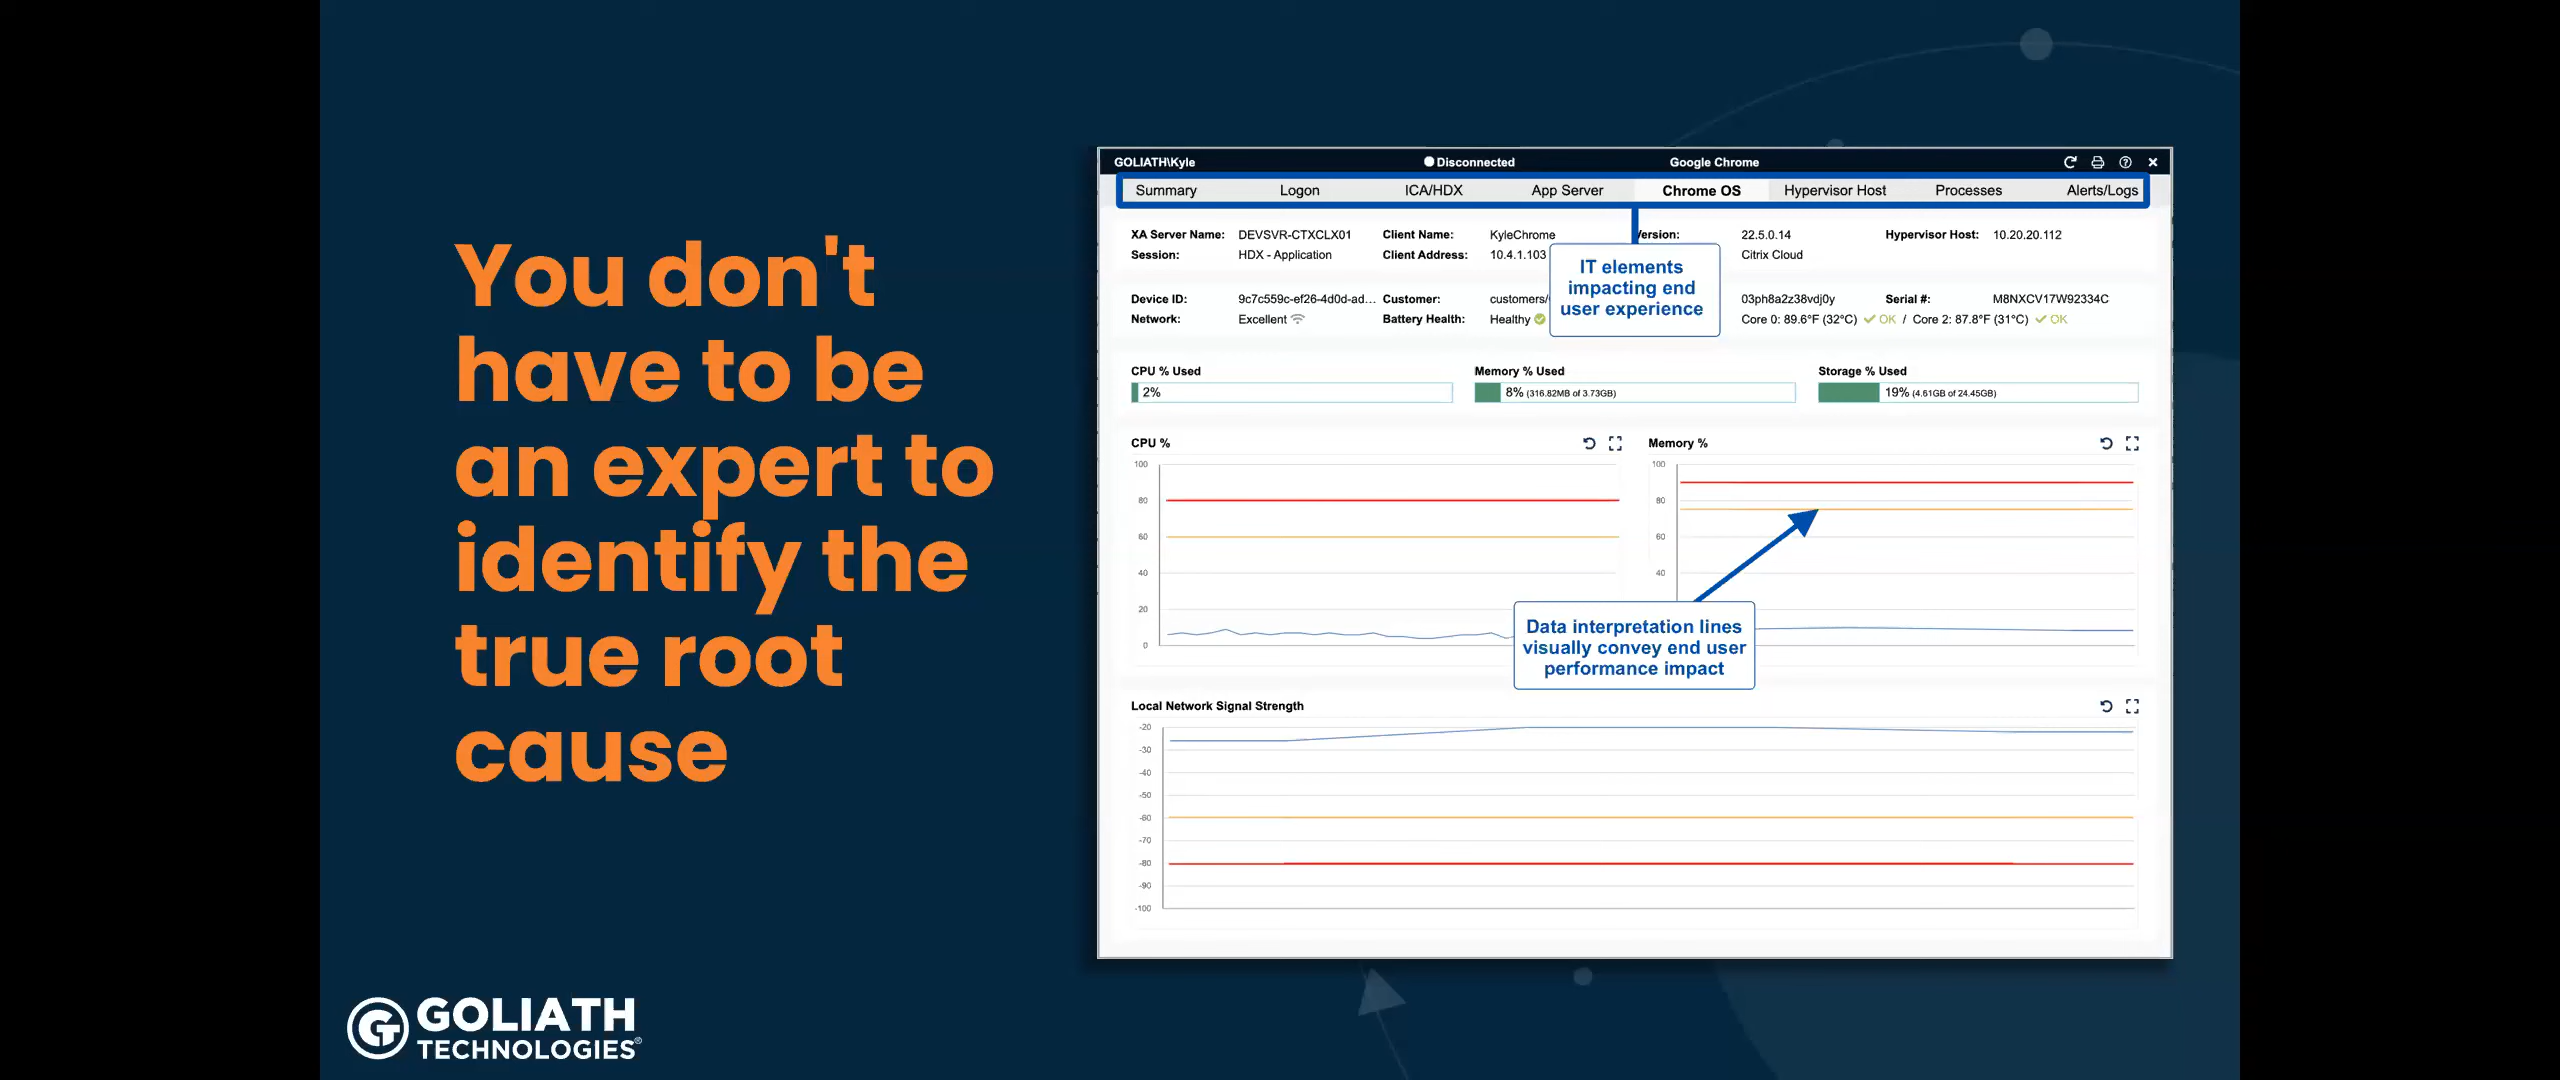 You don't
have to be
an expert to
identify the
true root
cause
GOLIATH
TECHNOLOGIES®
GOLIATH\Kyle Disconnected Google Chrome
Summary Logon ICA/HDX App Server Chrome OS Hypervisor Host Processes Alerts/Logs
XA Server Name: DEVSVR-CTXCLX01 Client Name: KyleChrome Version: 22.5.0.14 Hypervisor Host: 10.20.20.112
Session: HDX - Application Client Address: 10.4.1.103 Citrix Cloud
IT elements
impacting end
user experience
Device ID: 9c7c559c-ef26-4d0d-ad... Customer: customers/ 03ph8a2z38vdj0y Serial #: M8NXCV17W92334C
Network: Excellent Battery Health: Healthy Core 0: 89.6°F (32°C) OK / Core 2: 87.8°F (31°C) OK
CPU % Used Memory % Used Storage % Used
2% 8% (316.82MB of 3.73GB) 19% (4.61GB of 24.45GB)
CPU %
100
80
60
40
20
0
Memory %
100
80
60
40
Data interpretation lines
visually convey end user
performance impact
Local Network Signal Strength
-20
-30
-40
-50
-60
-70
-80
-90
-100